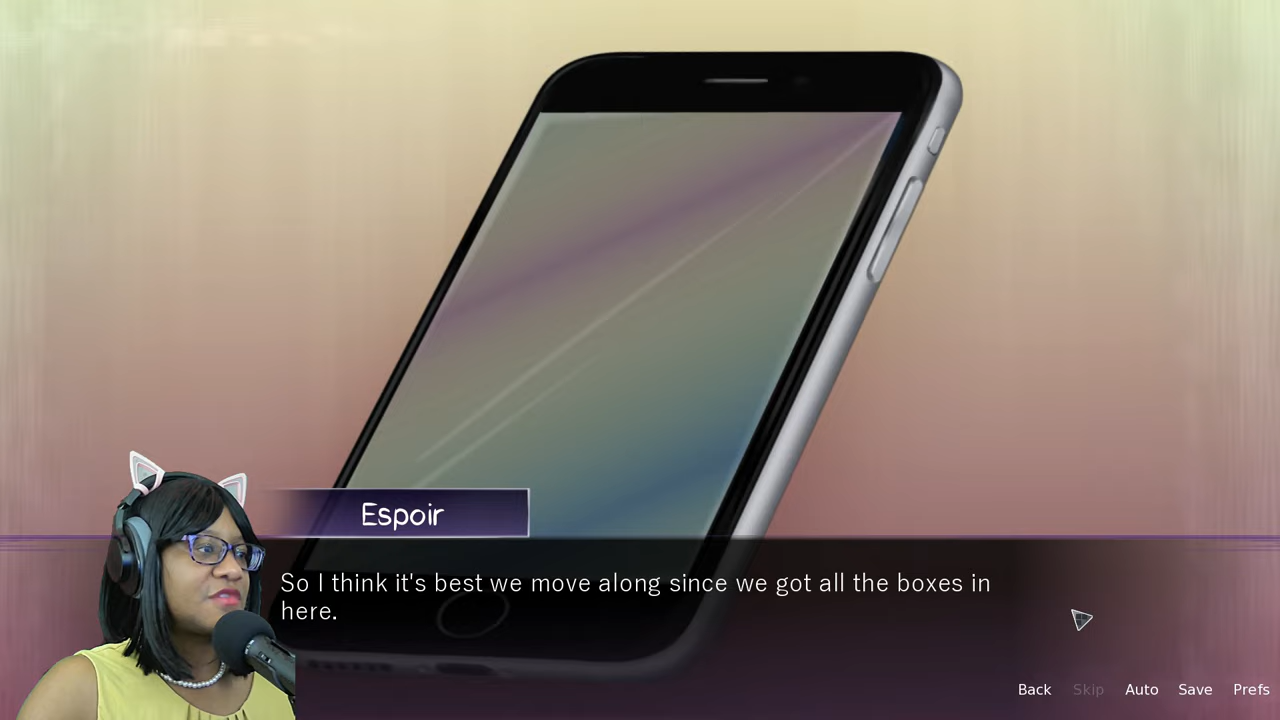 Espoir
So I think it's best we move along since we got all the boxes in
here.
Back Skip Auto Save Prefs